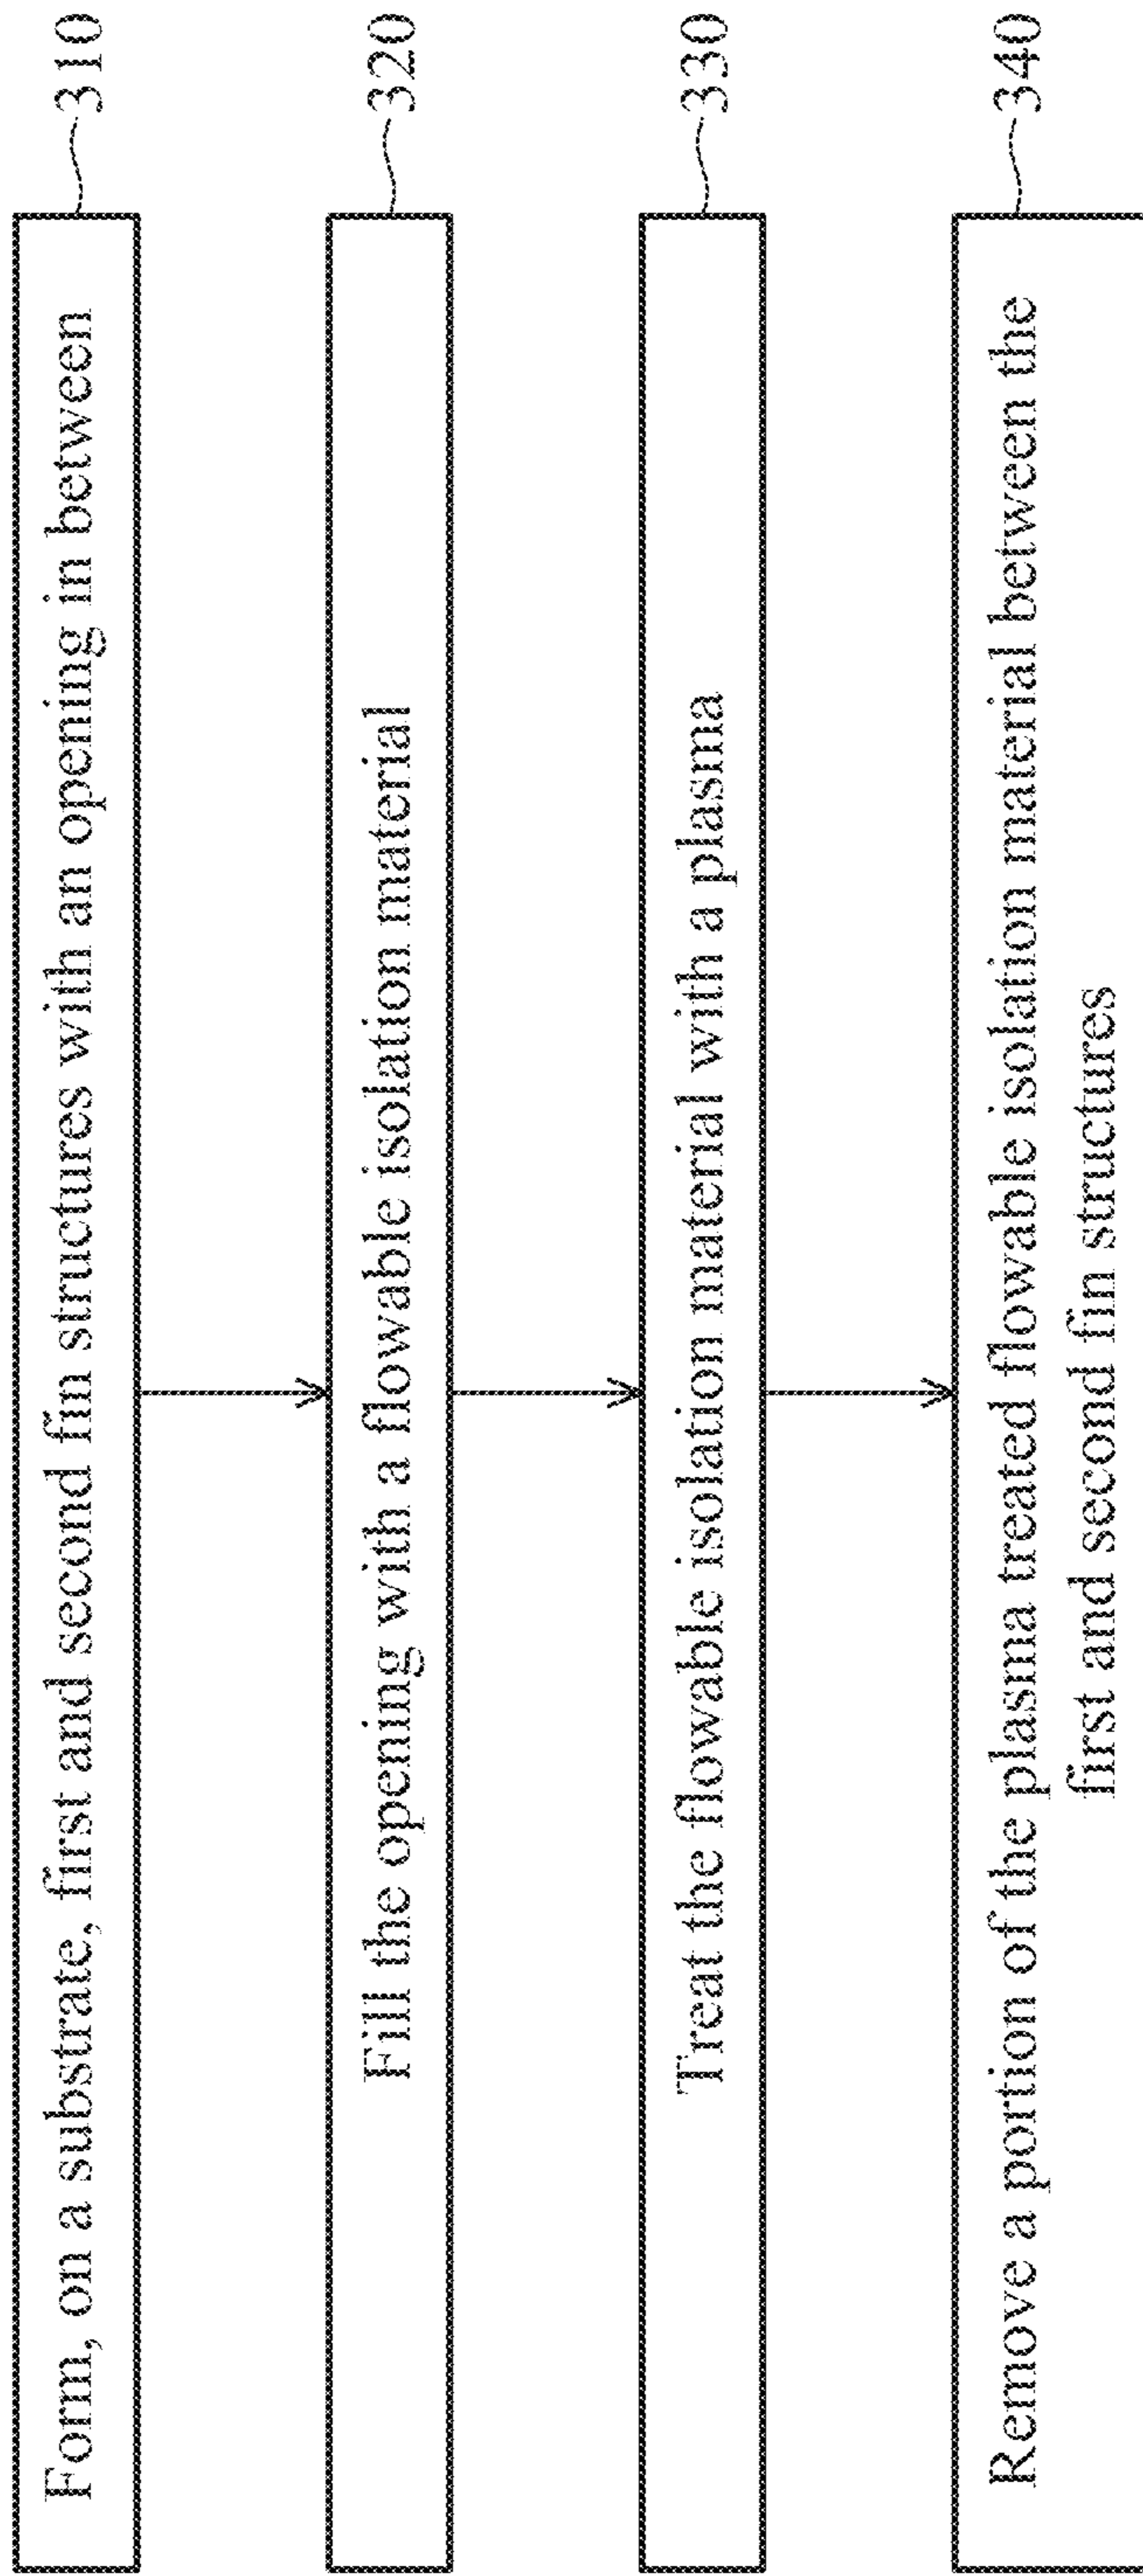 Form, on a substrate, first and second fin structures with an opening in between
310
Fill the opening with a flowable isolation material
320
Treat the flowable isolation material with a plasma
330
Remove a portion of the plasma treated flowable isolation material between the
first and second fin structures
340